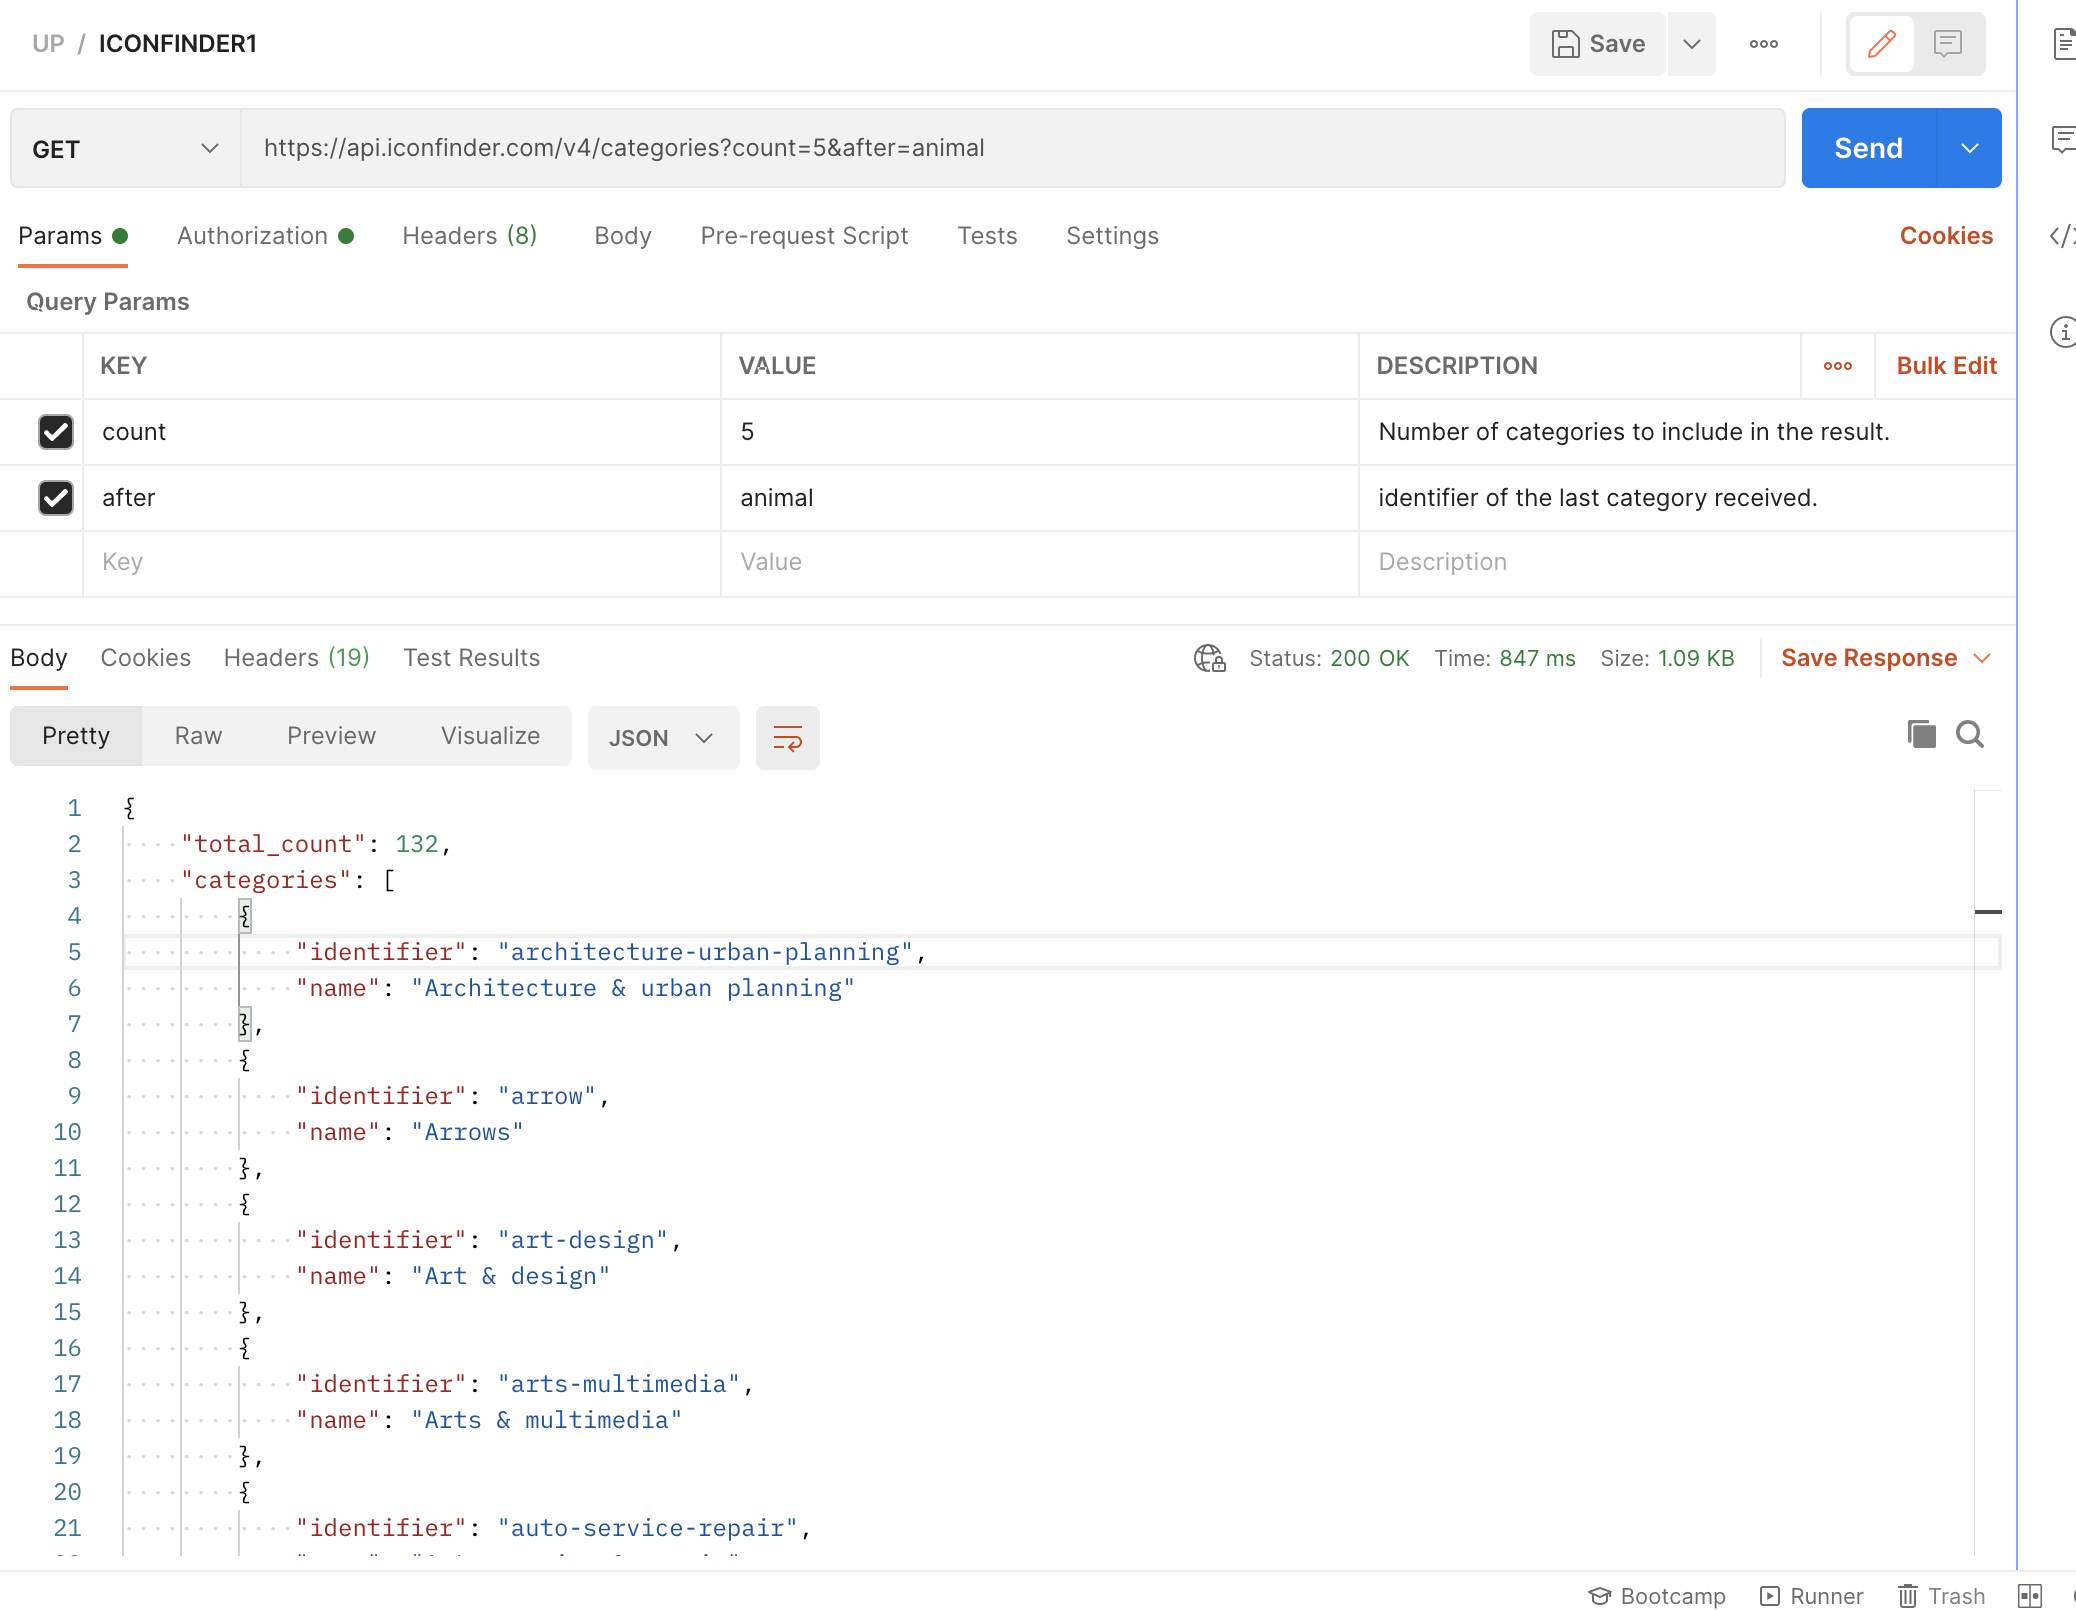 UP / ICONFINDER1
Save
GET https://api.iconfinder.com/v4/categories?count=5&after=animal Send
Params Authorization Headers (8) Body Pre-request Script Tests Settings Cookies
Query Params
KEY VALUE DESCRIPTION Bulk Edit
count 5 Number of categories to include in the result.
after animal identifier of the last category received.
Key Value Description
Body Cookies Headers (19) Test Results Status: 200 OK Time: 847 ms Size: 1.09 KB Save Response
Pretty Raw Preview Visualize JSON
1 {
2 "total_count": 132,
3 "categories": [
4 {
5 "identifier": "architecture-urban-planning",
6 "name": "Architecture & urban planning"
7 },
8 {
9 "identifier": "arrow",
10 "name": "Arrows"
11 },
12 {
13 "identifier": "art-design",
14 "name": "Art & design"
15 },
16 {
17 "identifier": "arts-multimedia",
18 "name": "Arts & multimedia"
19 },
20 {
21 "identifier": "auto-service-repair",
Bootcamp Runner Trash